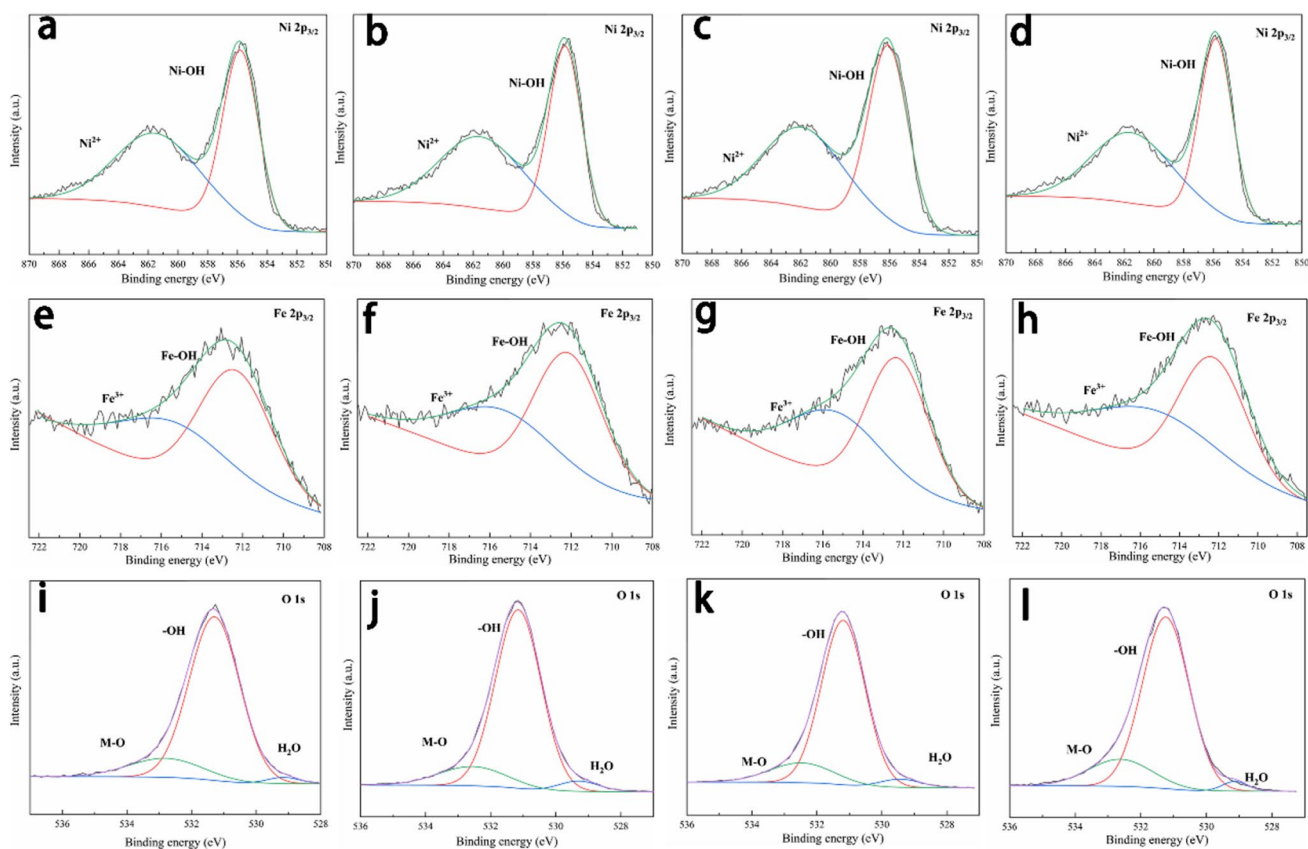 a
Ni 2p3/2
Ni-OH
Ni2+
Intensity (a.u.)
870 868 866 864 862 860 858 856 854 852 850
Binding energy (eV)
b
Ni 2p3/2
Ni-OH
Ni2+
Intensity (a.u.)
870 868 866 864 862 860 858 856 854 852 850
Binding energy (eV)
c
Ni 2p3/2
Ni-OH
Ni2+
Intensity (a.u.)
870 868 866 864 862 860 858 856 854 852 850
Binding energy (eV)
d
Ni 2p3/2
Ni-OH
Ni2+
Intensity (a.u.)
870 868 866 864 862 860 858 856 854 852 850
Binding energy (eV)
e
Fe 2p3/2
Fe-OH
Fe3+
Intensity (a.u.)
722 720 718 716 714 712 710 708
Binding energy (eV)
f
Fe 2p3/2
Fe-OH
Fe3+
Intensity (a.u.)
722 720 718 716 714 712 710 708
Binding energy (eV)
g
Fe 2p3/2
Fe-OH
Fe3+
Intensity (a.u.)
722 720 718 716 714 712 710 708
Binding energy (eV)
h
Fe 2p3/2
Fe-OH
Fe3+
Intensity (a.u.)
722 720 718 716 714 712 710 708
Binding energy (eV)
i
O 1s
-OH
M-O
H2O
Intensity (a.u.)
536 534 532 530 528
Binding energy (eV)
j
O 1s
-OH
M-O
H2O
Intensity (a.u.)
536 534 532 530 528
Binding energy (eV)
k
O 1s
-OH
M-O
H2O
Intensity (a.u.)
536 534 532 530 528
Binding energy (eV)
l
O 1s
-OH
M-O
H2O
Intensity (a.u.)
536 534 532 530 528
Binding energy (eV)